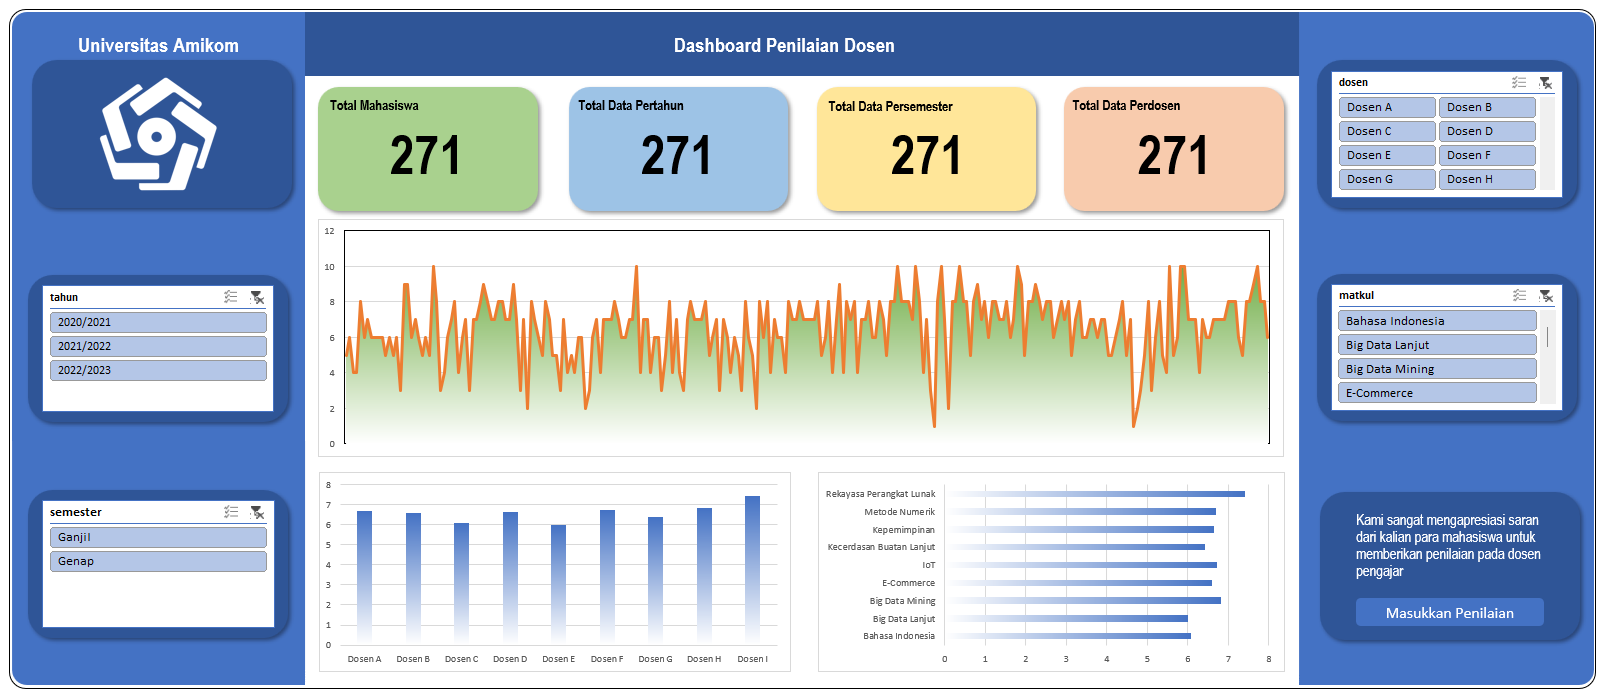 Universitas Amikom
Dashboard Penilaian Dosen
Total Mahasiswa
271
Total Data Pertahun
271
Total Data Persemester
271
Total Data Perdosen
271
tahun
2020/2021
2021/2022
2022/2023
semester
Ganjil
Genap
12
10
8
6
4
2
0
8
7
6
5
4
3
2
1
0
Dosen A Dosen B Dosen C Dosen D Dosen E Dosen F Dosen G Dosen H Dosen I
Rekayasa Perangkat Lunak
Metode Numerik
Kepemimpinan
Kecerdasan Buatan Lanjut
IoT
E-Commerce
Big Data Mining
Big Data Lanjut
Bahasa Indonesia
0 1 2 3 4 5 6 7 8
dosen
Dosen A Dosen B
Dosen C Dosen D
Dosen E Dosen F
Dosen G Dosen H
matkul
Bahasa Indonesia
Big Data Lanjut
Big Data Mining
E-Commerce
Kami sangat mengapresiasi saran
dari kalian para mahasiswa untuk
memberikan penilaian pada dosen
pengajar
Masukkan Penilaian